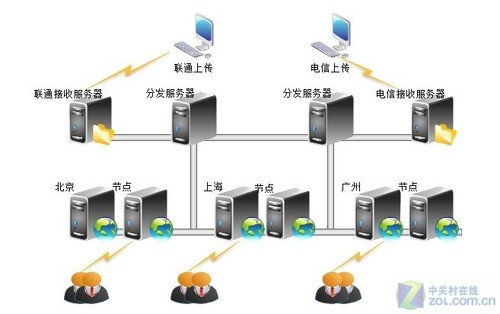 联通上传
电信上传
联通接收服务器
分发服务器
分发服务器
电信接收服务器
北京
节点
上海
节点
广州
节点
中关村在线
zol.com.cn